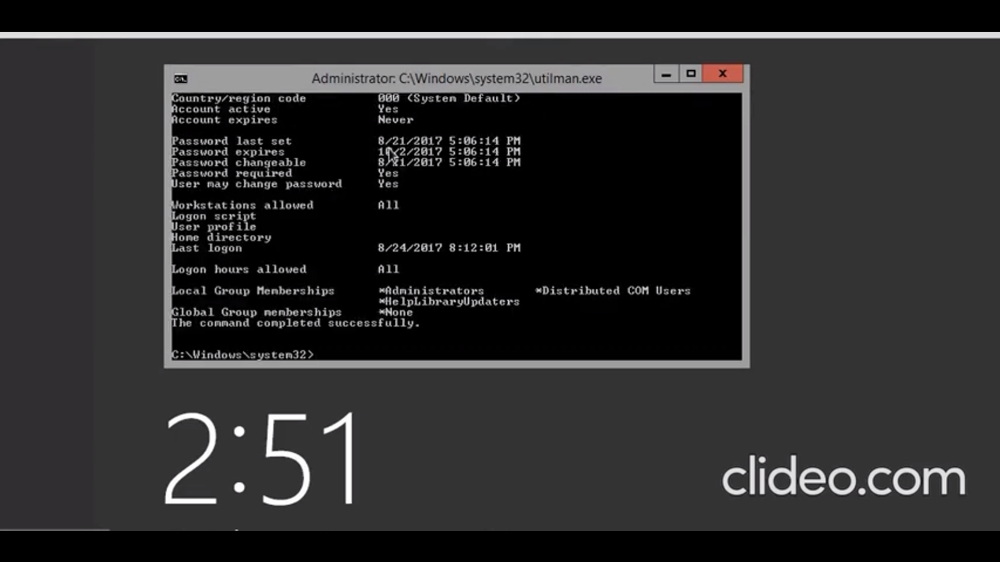 Administrator: C:\Windows\system32\utilman.exe
Country/region code 000 (System Default)
Account active Yes
Account expires Never
Password last set 8/21/2017 5:06:14 PM
Password expires 10/2/2017 5:06:14 PM
Password changeable 8/21/2017 5:06:14 PM
Password required Yes
User may change password Yes
Workstations allowed All
Logon script
User profile
Home directory
Last logon 8/24/2017 8:12:01 PM
Logon hours allowed All
Local Group Memberships *Administrators *Distributed COM Users
*HelpLibraryUpdaters
Global Group memberships *None
The command completed successfully.
C:\Windows\system32>
2:51
clideo.com